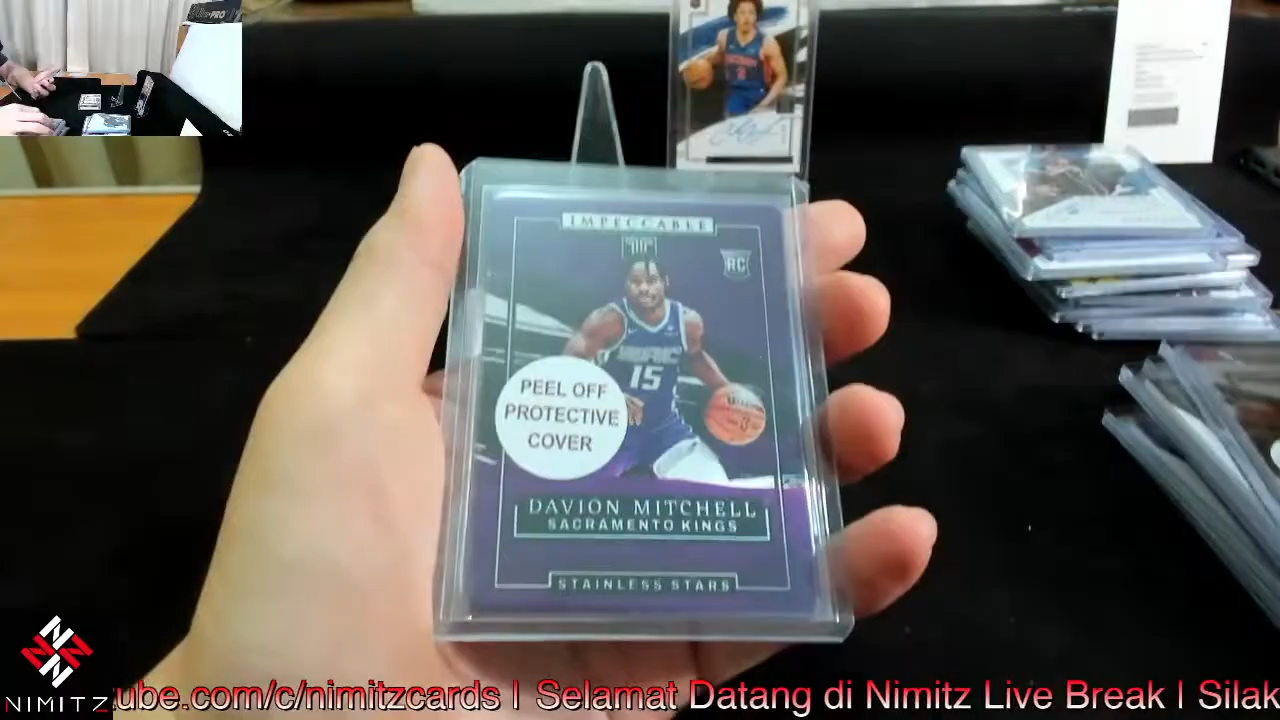 IMPECCABLE
RC
15
PEEL OFF
PROTECTIVE
COVER
DAVION MITCHELL
SACRAMENTO KINGS
STAINLESS STARS
NIMITZ
tube.com/c/nimitzcards | Selamat Datang di Nimitz Live Break | Silak